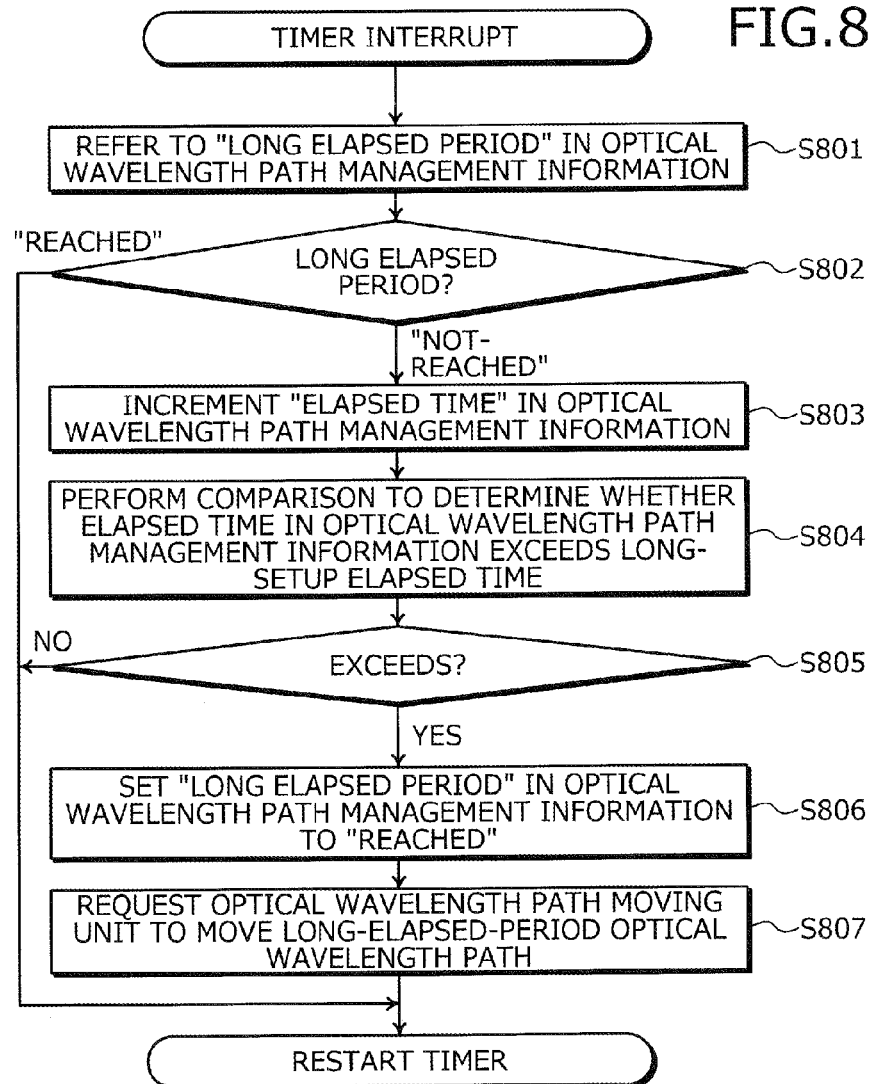 FIG.8
TIMER INTERRUPT
REFER TO "LONG ELAPSED PERIOD" IN OPTICAL
WAVELENGTH PATH MANAGEMENT INFORMATION
S801
"REACHED"
LONG ELAPSED
PERIOD?
S802
"NOT-
REACHED"
INCREMENT "ELAPSED TIME" IN OPTICAL
WAVELENGTH PATH MANAGEMENT INFORMATION
S803
PERFORM COMPARISON TO DETERMINE WHETHER
ELAPSED TIME IN OPTICAL WAVELENGTH PATH
MANAGEMENT INFORMATION EXCEEDS LONG-
SETUP ELAPSED TIME
S804
NO
EXCEEDS?
S805
YES
SET "LONG ELAPSED PERIOD" IN OPTICAL
WAVELENGTH PATH MANAGEMENT INFORMATION
TO "REACHED"
S806
REQUEST OPTICAL WAVELENGTH PATH MOVING
UNIT TO MOVE LONG-ELAPSED-PERIOD OPTICAL
WAVELENGTH PATH
S807
RESTART TIMER